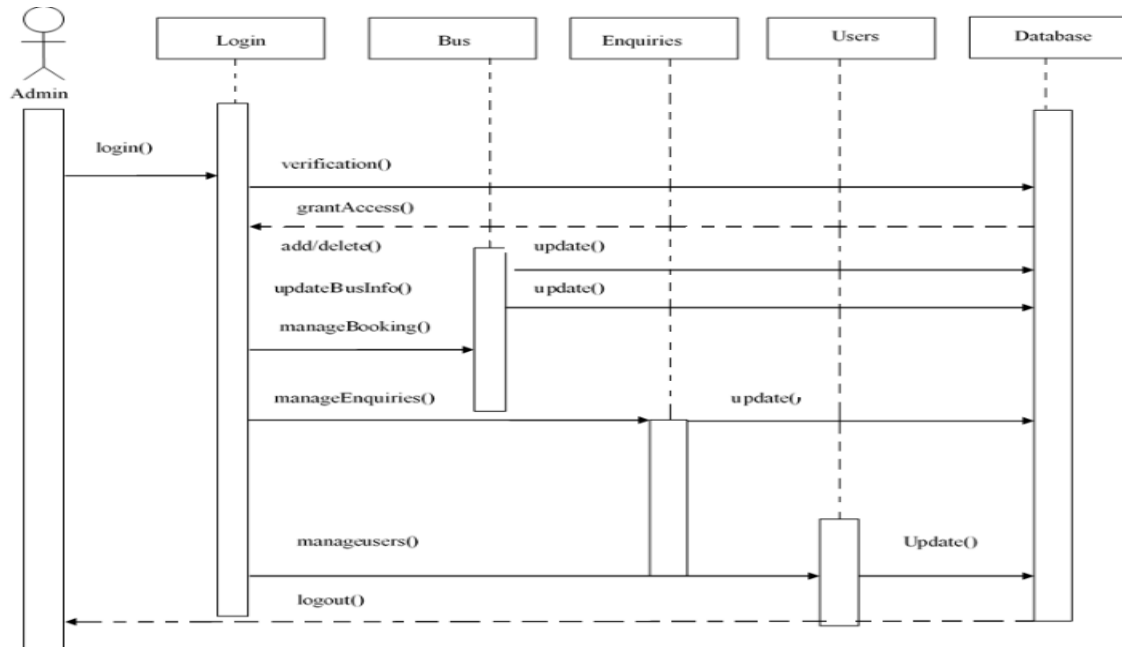 Login
Bus
Enquiries
Users
Database
Admin
login()
verification()
grantAccess()
add/delete()
update()
updateBusInfo()
update()
manageBooking()
manageEnquiries()
update()
manageusers()
Update()
logout()